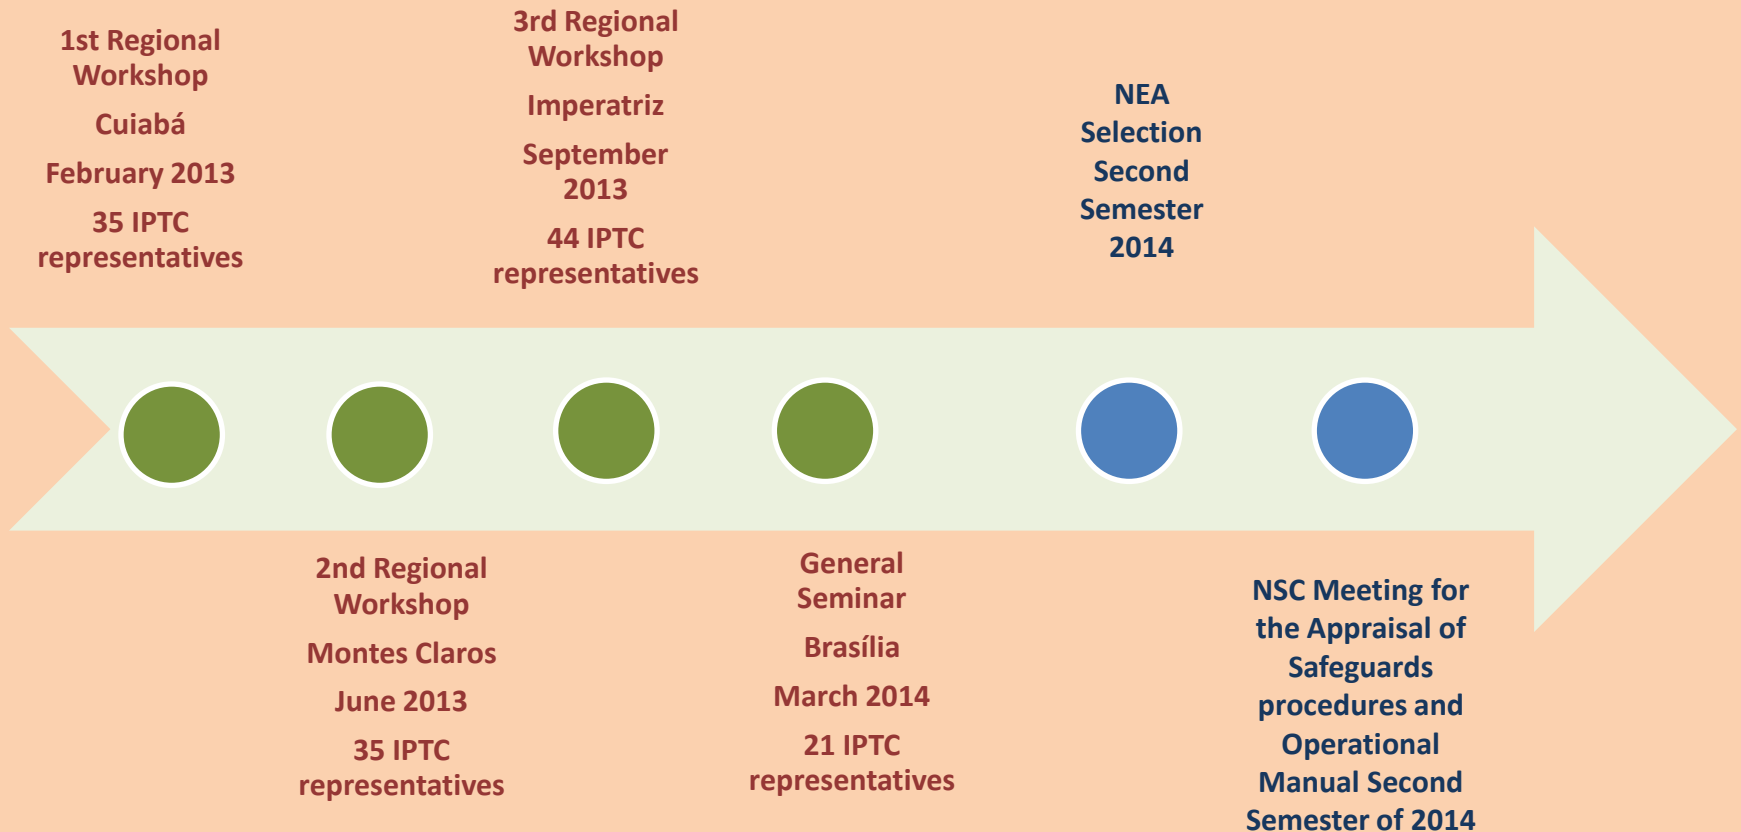 1st Regional
Workshop
Cuiabá
February 2013
35 IPTC
representatives
2nd Regional
Workshop
Montes Claros
June 2013
35 IPTC
representatives
3rd Regional
Workshop
Imperatriz
September
2013
44 IPTC
representatives
General
Seminar
Brasília
March 2014
21 IPTC
representatives
NEA
Selection
Second
Semester
2014
NSC Meeting for
the Appraisal of
Safeguards
procedures and
Operational
Manual Second
Semester of 2014